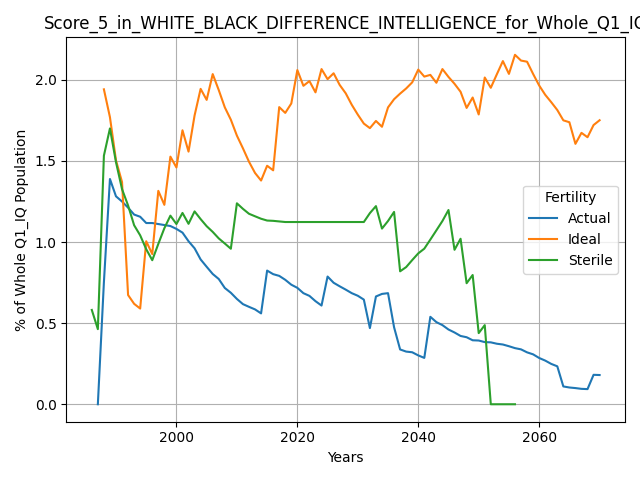 Score_5_in_WHITE_BLACK_DIFFERENCE_INTELLIGENCE_for_Whole_Q1_IQ
% of Whole Q1_IQ Population
2.0
1.5
1.0
0.5
0.0
Fertility
Actual
Ideal
Sterile
2000
2020
2040
2060
Years